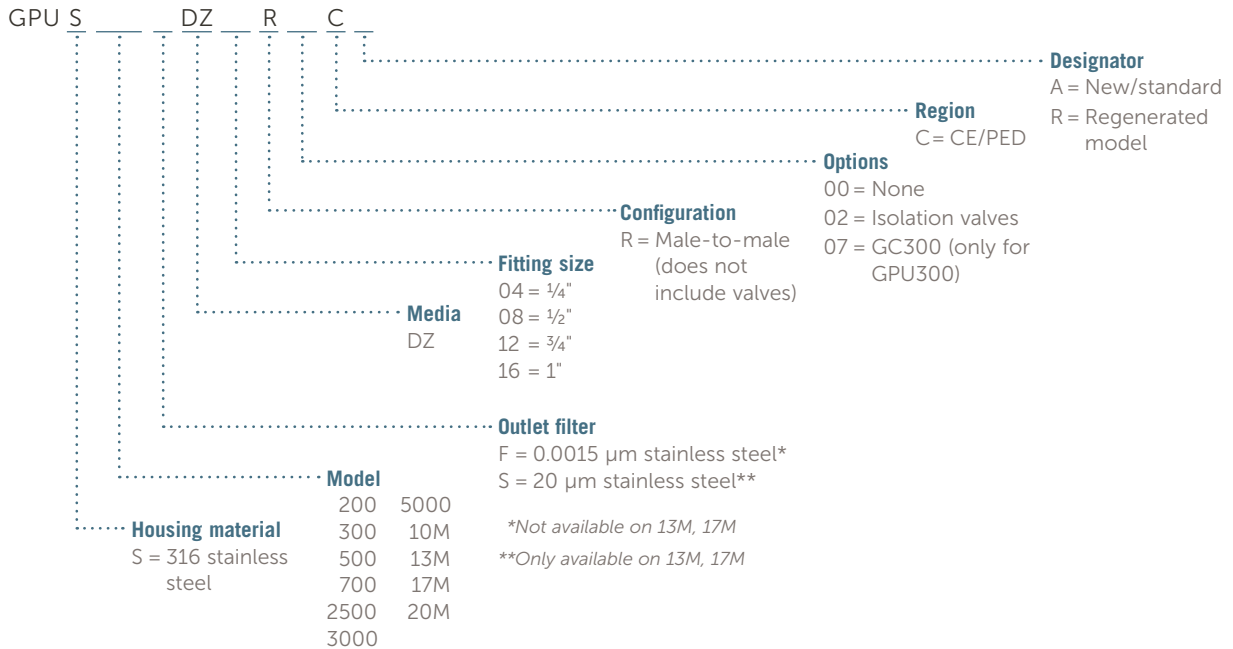 GPU S DZ R C
Designator
A = New/standard
R = Regenerated
model
Region
C = CE/PED
Options
00 = None
02 = Isolation valves
07 = GC300 (only for
GPU300)
Configuration
R = Male-to-male
(does not
include valves)
Fitting size
04 = ¼"
08 = ½"
12 = ¾"
16 = 1"
Media
DZ
Outlet filter
F = 0.0015 µm stainless steel*
S = 20 µm stainless steel**
*Not available on 13M, 17M
**Only available on 13M, 17M
Model
200 5000
300 10M
500 13M
700 17M
2500 20M
3000
Housing material
S = 316 stainless
steel